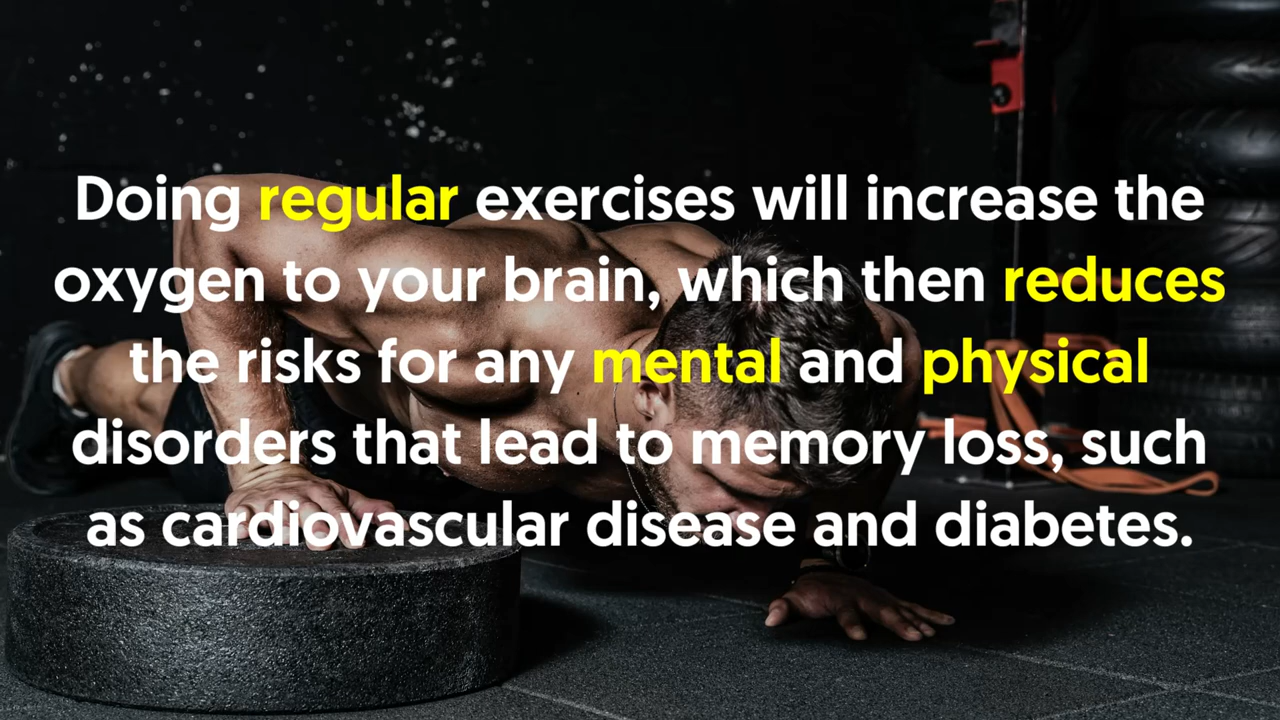 Doing regular exercises will increase the
oxygen to your brain, which then reduces
the risks for any mental and physical
disorders that lead to memory loss, such
as cardiovascular disease and diabetes.